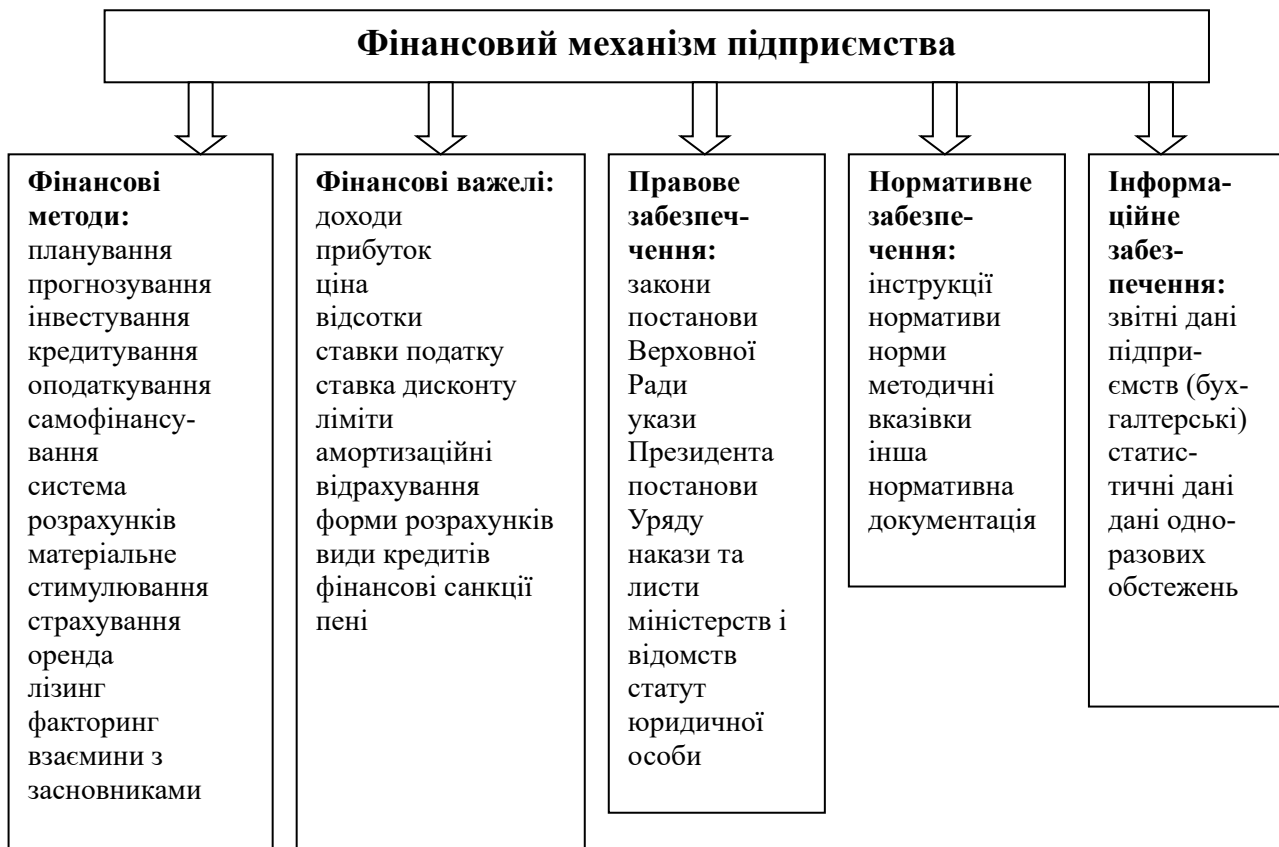 Фінансовий механізм підприємства
Фінансові
методи:
планування
прогнозування
інвестування
кредитування
оподаткування
самофінансу-
вання
система
розрахунків
матеріальне
стимулювання
страхування
оренда
лізинг
факторинг
взаємини з
засновниками
Фінансові важелі:
доходи
прибуток
ціна
відсотки
ставки податку
ставка дисконту
ліміти
амортизаційні
відрахування
форми розрахунків
види кредитів
фінансові санкції
пені
Правове
забезпеч-
чення:
закони
постанови
Верховної
Ради
укази
Президента
постанови
Уряду
накази та
листи
міністерств і
відомств
статут
юридичної
особи
Нормативне
забезпе-
чення:
інструкції
нормативи
норми
методичні
вказівки
інша
нормативна
документація
Інформа-
ційне
забез-
печення:
звітні дані
підпри-
ємств (бух-
галтерські)
статис-
тичні дані
дані одно-
разових
обстежень